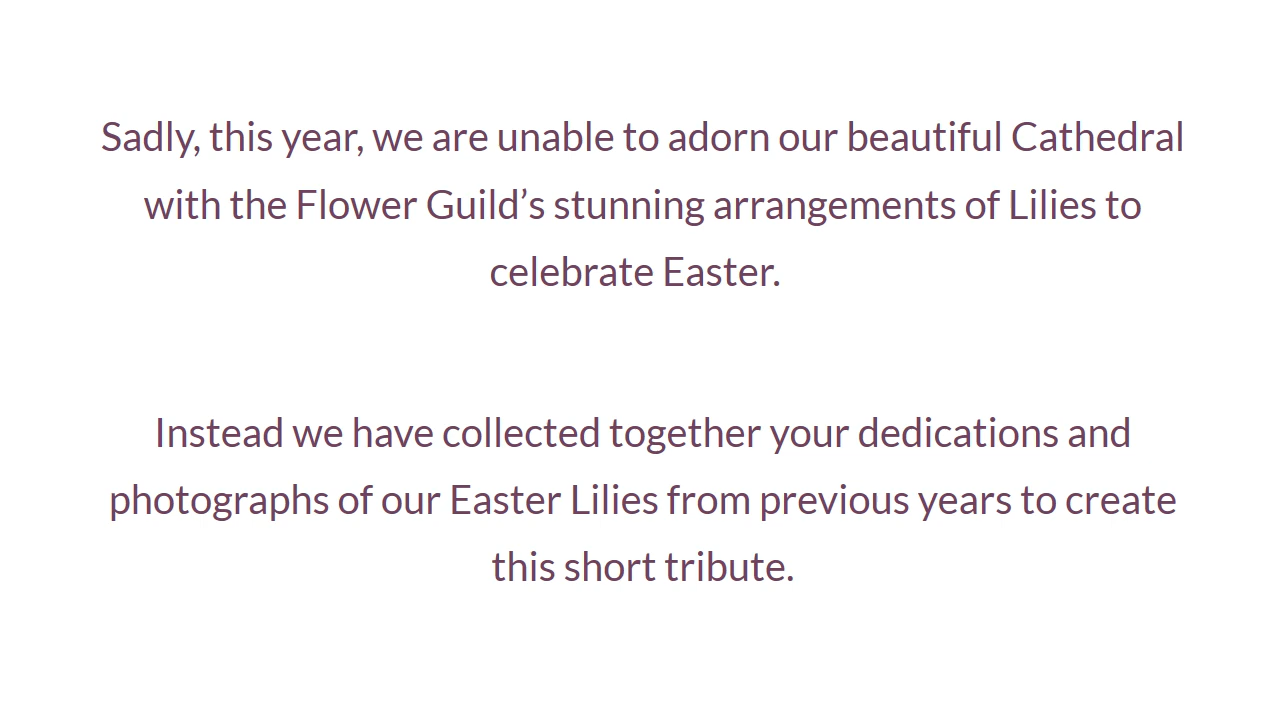 Sadly, this year, we are unable to adorn our beautiful Cathedral
with the Flower Guild’s stunning arrangements of Lilies to
celebrate Easter.
Instead we have collected together your dedications and
photographs of our Easter Lilies from previous years to create
this short tribute.